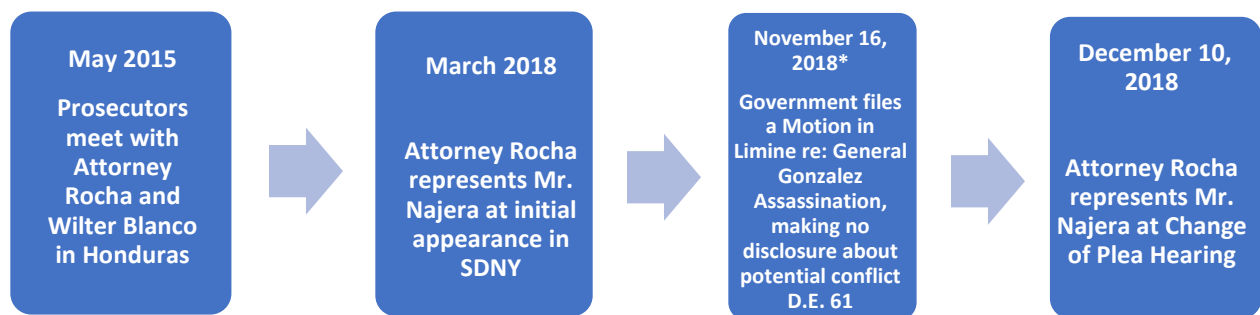 May 2015
Prosecutors
meet with
Attorney
Rocha and
Wilter Blanco
in Honduras
March 2018
Attorney Rocha
represents Mr.
Najera at initial
appearance in
SDNY
November 16,
2018*
Government files
a Motion in
Limine re: General
Gonzalez
Assassination,
making no
disclosure about
potential conflict
D.E. 61
December 10,
2018
Attorney Rocha
represents Mr.
Najera at Change
of Plea Hearing